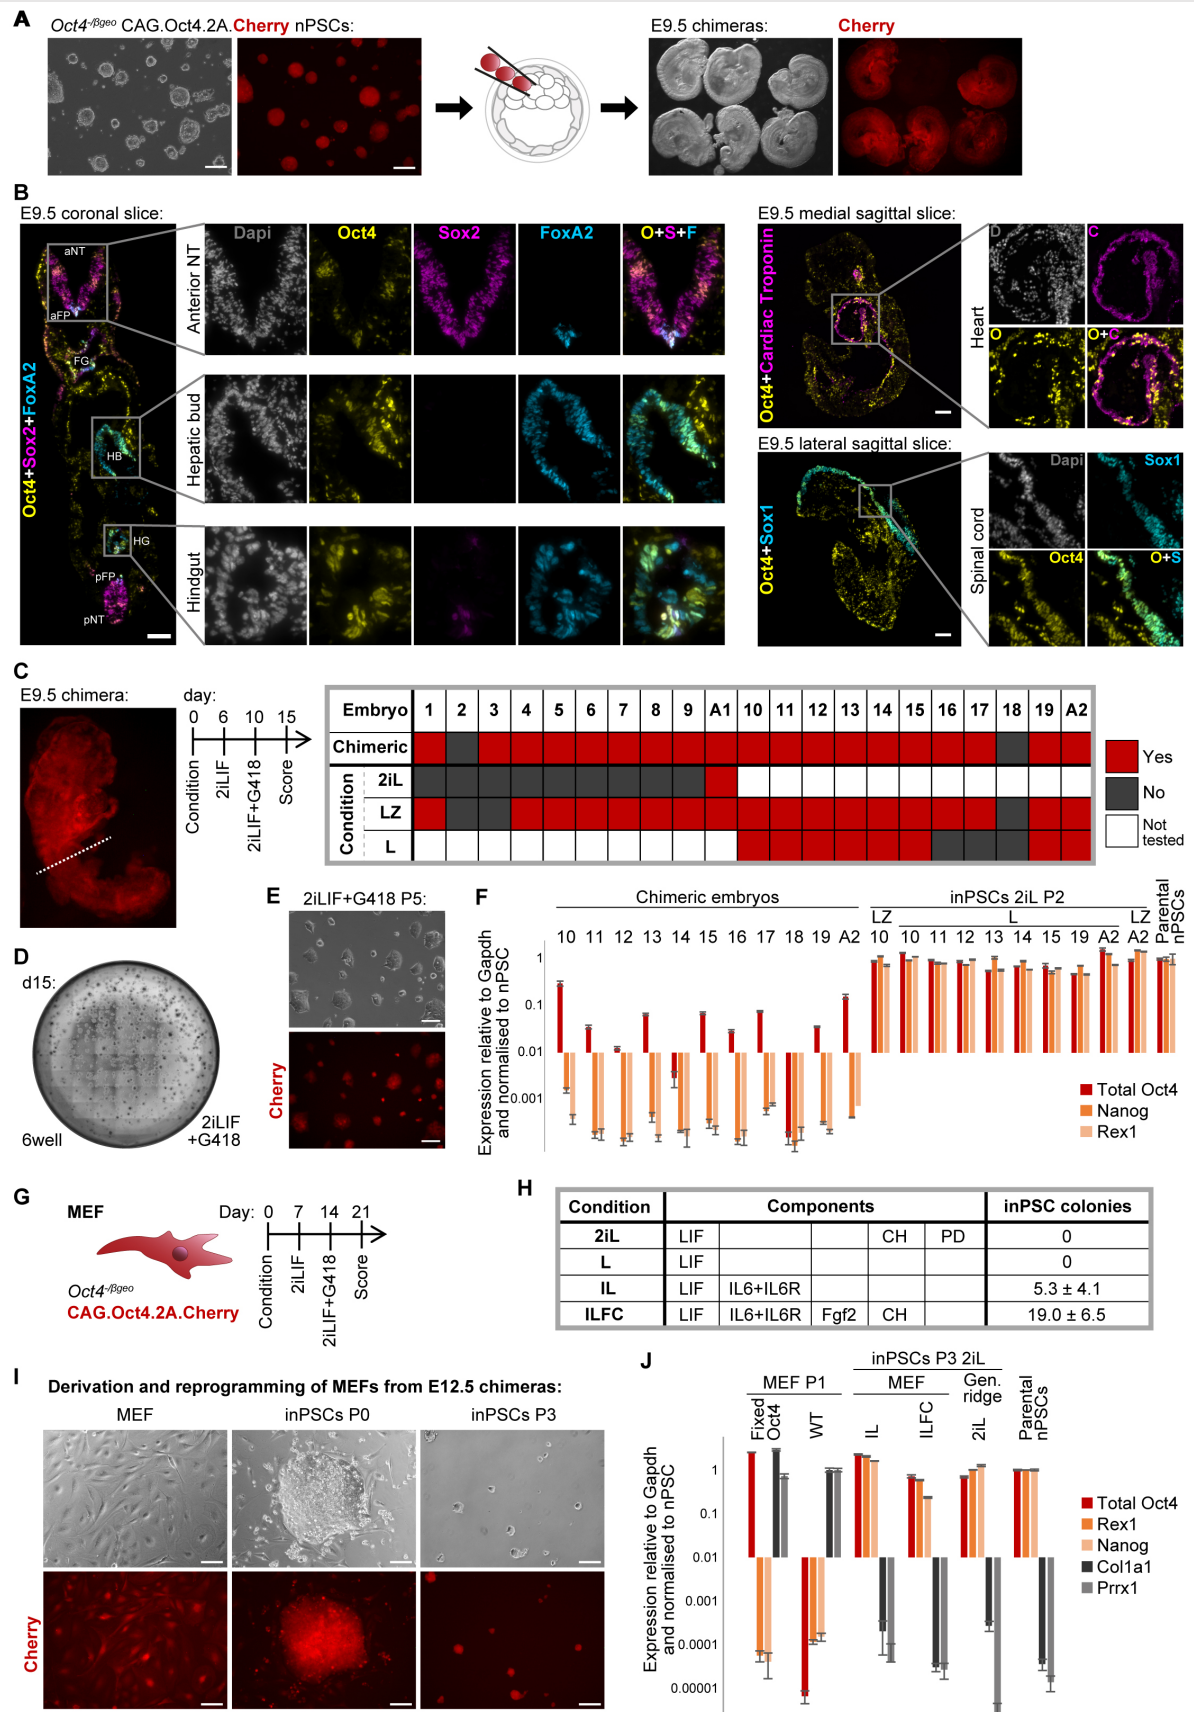 A
Oct4-/βgeo CAG.Oct4.2A.Cherry nPSCs:
E9.5 chimeras:
Cherry
B
E9.5 coronal slice:
Oct4+Sox2+FoxA2
aNT
aFP
FG
HB
HG
pFP
pNT
Dapi
Oct4
Sox2
FoxA2
O+S+F
Anterior NT
Hepatic bud
Hindgut
E9.5 medial sagittal slice:
Oct4+Cardiac Troponin
Heart
D
C
O
O+C
E9.5 lateral sagittal slice:
Oct4+Sox1
Spinal cord
Dapi
Sox1
Oct4
O+S
C
E9.5 chimera:
day:
0 6 10 15
Condition
2iLIF
2iLIF+G418
Score
Embryo 1 2 3 4 5 6 7 8 9 A1 10 11 12 13 14 15 16 17 18 19 A2
Chimeric
Condition
2iL
LZ
L
Yes
No
Not tested
D
d15:
6well
2iLIF
+G418
E
2iLIF+G418 P5:
Cherry
F
Chimeric embryos
inPSCs 2iL P2
LZ L LZ
Parental
nPSCs
10 11 12 13 14 15 16 17 18 19 A2
10 10 11 12 13 14 15 19 A2 A2
Expression relative to Gapdh
and normalised to nPSC
1
0.1
0.01
0.001
Total Oct4
Nanog
Rex1
G
MEF
Oct4-/βgeo
CAG.Oct4.2A.Cherry
Day: 0 7 14 21
Condition
2iLIF
2iLIF+G418
Score
H
Condition Components inPSC colonies
2iL LIF CH PD 0
L LIF 0
IL LIF IL6+IL6R 5.3 ± 4.1
ILFC LIF IL6+IL6R Fgf2 CH 19.0 ± 6.5
I
Derivation and reprogramming of MEFs from E12.5 chimeras:
MEF
inPSCs P0
inPSCs P3
Cherry
J
inPSCs P3 2iL
MEF P1
MEF
Gen.
ridge
Fixed
Oct4
WT
IL
ILFC
2iL
Parental
nPSCs
Expression relative to Gapdh
and normalised to nPSC
1
0.1
0.01
0.001
0.0001
0.00001
Total Oct4
Rex1
Nanog
Col1a1
Prrx1